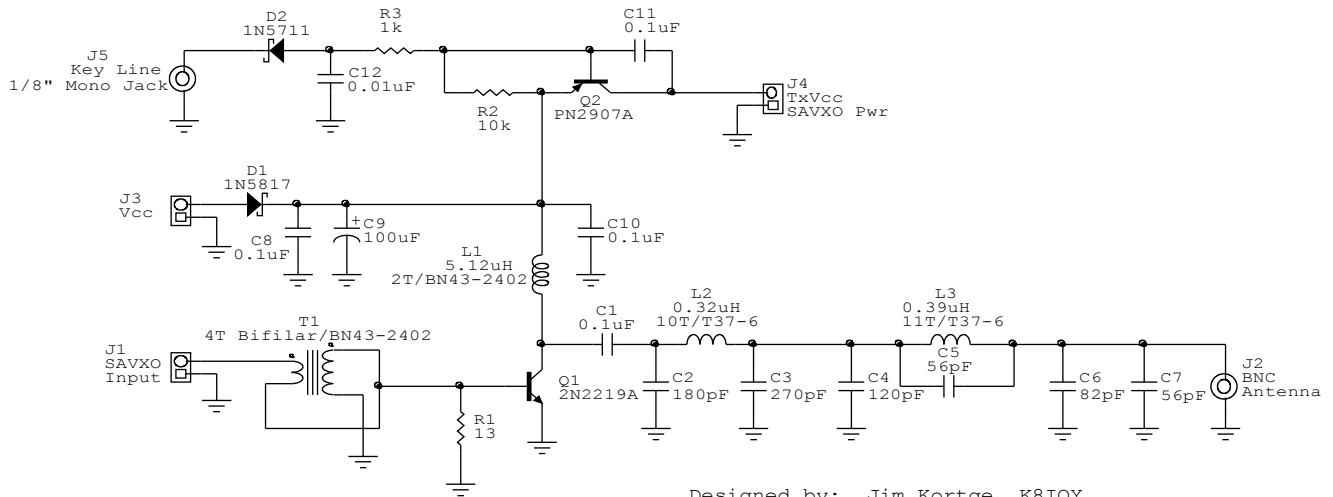 D2
1N5711
R3
1k
C11
0.1uF
J5
Key Line
1/8" Mono Jack
C12
0.01uF
R2
10k
Q2
PN2907A
J4
TxVcc
SAVXO Pwr
D1
1N5817
J3
Vcc
C8
0.1uF
+
C9
100uF
C10
0.1uF
L1
5.12uH
2T/BN43-2402
T1
4T Bifilar/BN43-2402
J1
SAVXO
Input
R1
13
Q1
2N2219A
C1
0.1uF
L2
0.32uH
10T/T37-6
L3
0.39uH
11T/T37-6
C5
56pF
C2
180pF
C3
270pF
C4
120pF
C6
82pF
C7
56pF
J2
BNC
Antenna